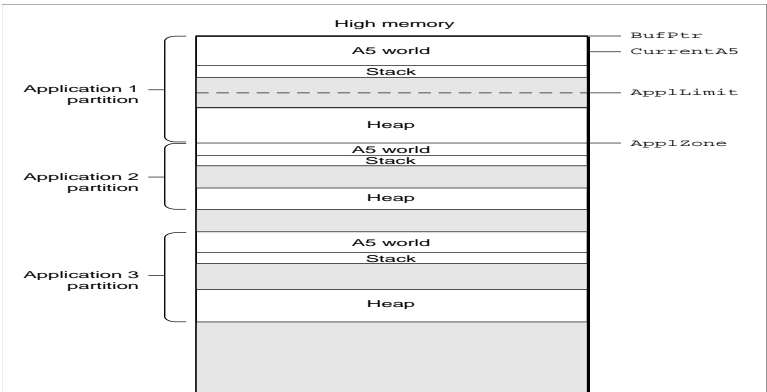 High memory
BufPtr
A5 world
CurrentA5
Stack
Application 1
partition
ApplLimit
Heap
ApplZone
A5 world
Stack
Application 2
partition
Heap
A5 world
Stack
Application 3
partition
Heap